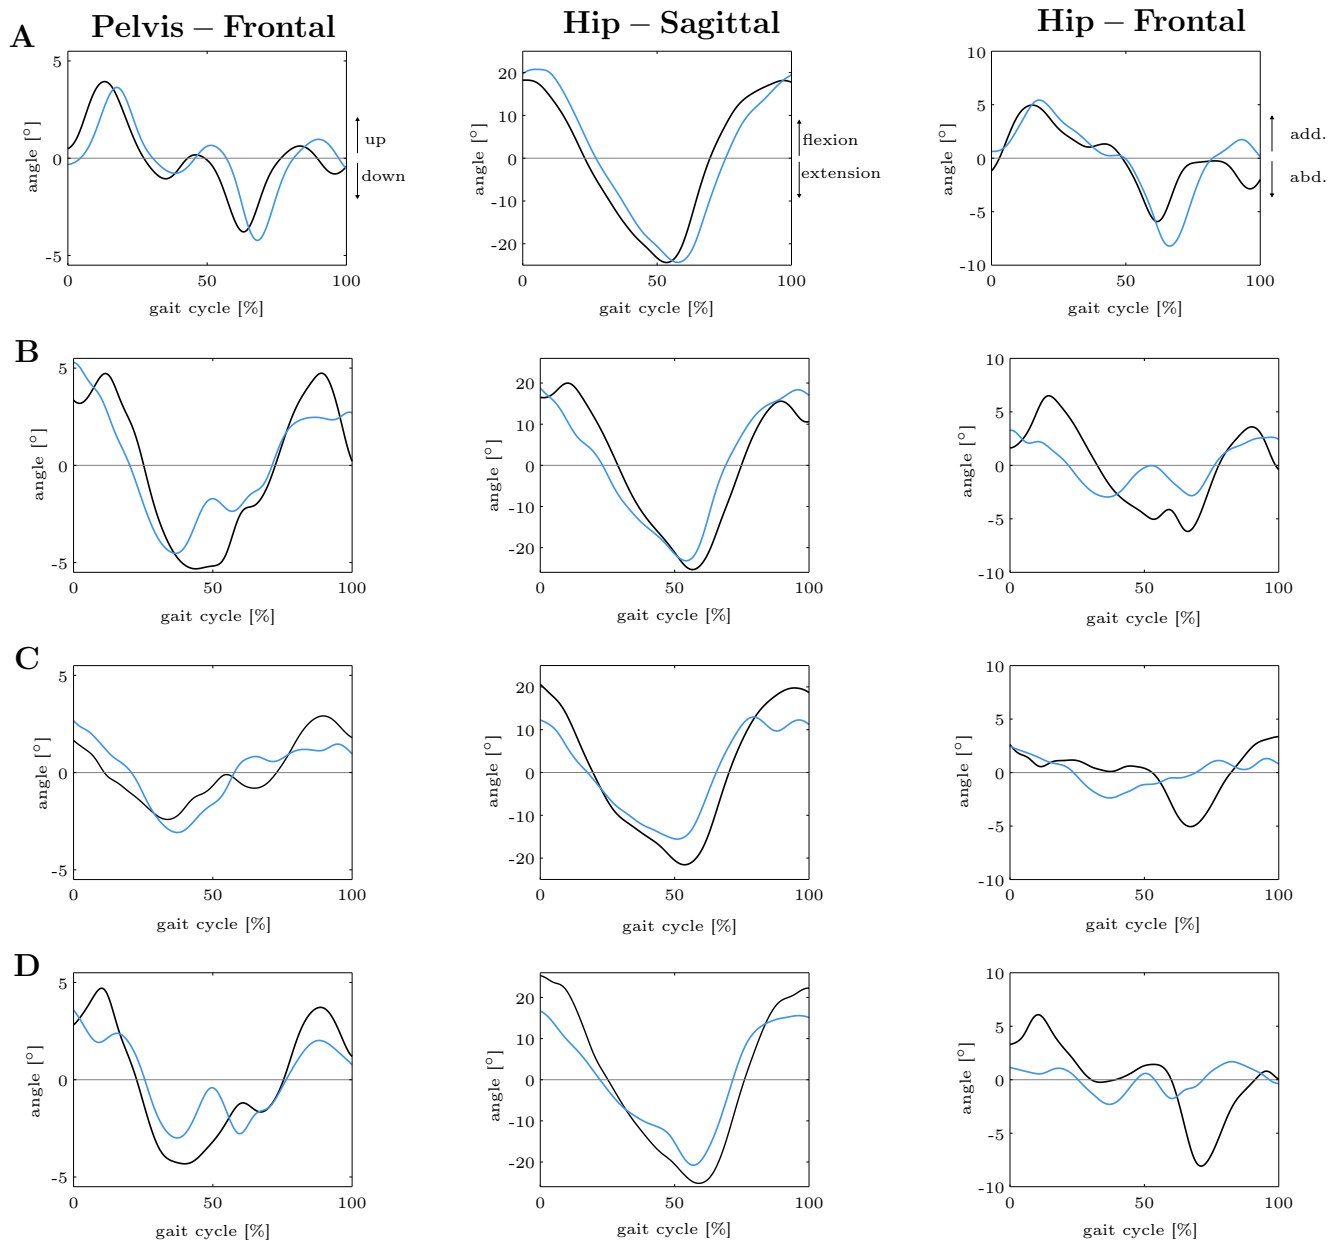 Pelvis – Frontal
Hip – Sagittal
Hip – Frontal
A
5
0
-5
angle [°]
0
50
100
gait cycle [%]
up
down
20
10
0
-10
-20
angle [°]
0
50
100
gait cycle [%]
flexion
extension
10
5
0
-5
-10
angle [°]
0
50
100
gait cycle [%]
add.
abd.
B
5
0
-5
angle [°]
0
50
100
gait cycle [%]
20
10
0
-10
-20
angle [°]
0
50
100
gait cycle [%]
10
5
0
-5
-10
angle [°]
0
50
100
gait cycle [%]
C
5
0
-5
angle [°]
0
50
100
gait cycle [%]
20
10
0
-10
-20
angle [°]
0
50
100
gait cycle [%]
10
5
0
-5
-10
angle [°]
0
50
100
gait cycle [%]
D
5
0
-5
angle [°]
0
50
100
gait cycle [%]
20
10
0
-10
-20
angle [°]
0
50
100
gait cycle [%]
10
5
0
-5
-10
angle [°]
0
50
100
gait cycle [%]